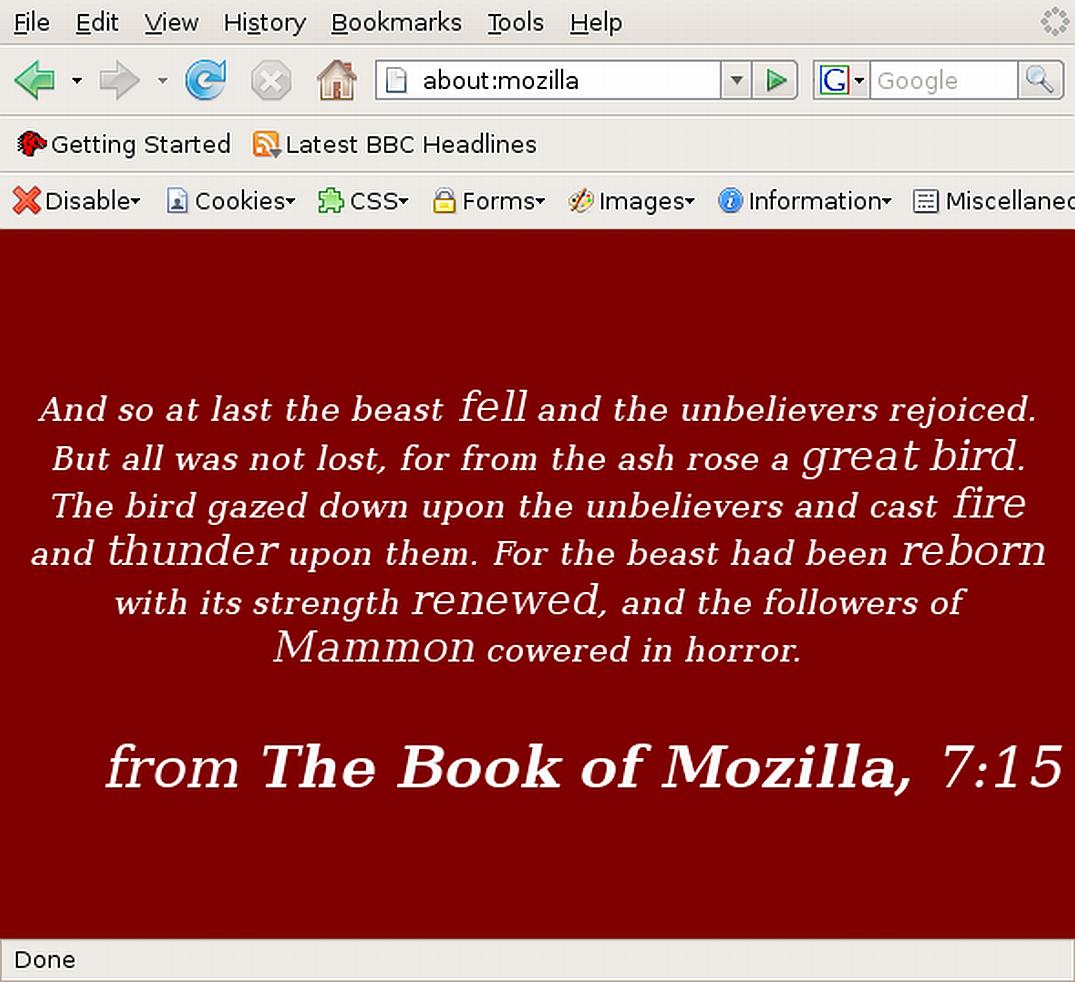 File Edit View History Bookmarks Tools Help
about:mozilla G Google
Getting Started Latest BBC Headlines
Disable Cookies CSS Forms Images Information Miscellaneo
And so at last the beast fell and the unbelievers rejoiced.
But all was not lost, for from the ash rose a great bird.
The bird gazed down upon the unbelievers and cast fire
and thunder upon them. For the beast had been reborn
with its strength renewed, and the followers of
Mammon cowered in horror.
from The Book of Mozilla, 7:15
Done